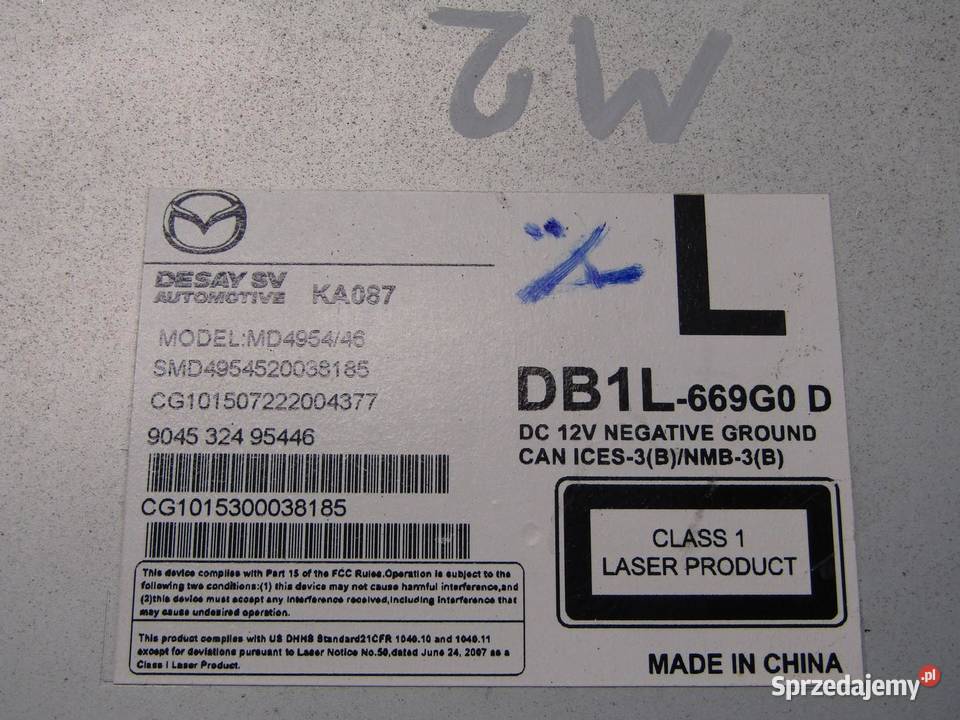 DESAY SV
AUTOMOTIVE KA087
MODEL:MD4954/46
SMD4954520038185
CG101507222004377
9045 324 95446
CG1015300038185
This device complies with Part 15 of the FCC Rules.Operation is subject to the
following two conditions:(1) this device may not cause harmful interference,and
(2)this device must accept any interference received,including interference that
may cause undesired operation.
This product complies with US DHHS Standard21CFR 1040.10 and 1040.11
except for deviations pursuant to Laser Notice No.50,dated June 24, 2007 as a
Class I Laser Product.
L
DB1L-669G0 D
DC 12V NEGATIVE GROUND
CAN ICES-3(B)/NMB-3(B)
CLASS 1
LASER PRODUCT
MADE IN CHINA
Sprzedajemy.pl